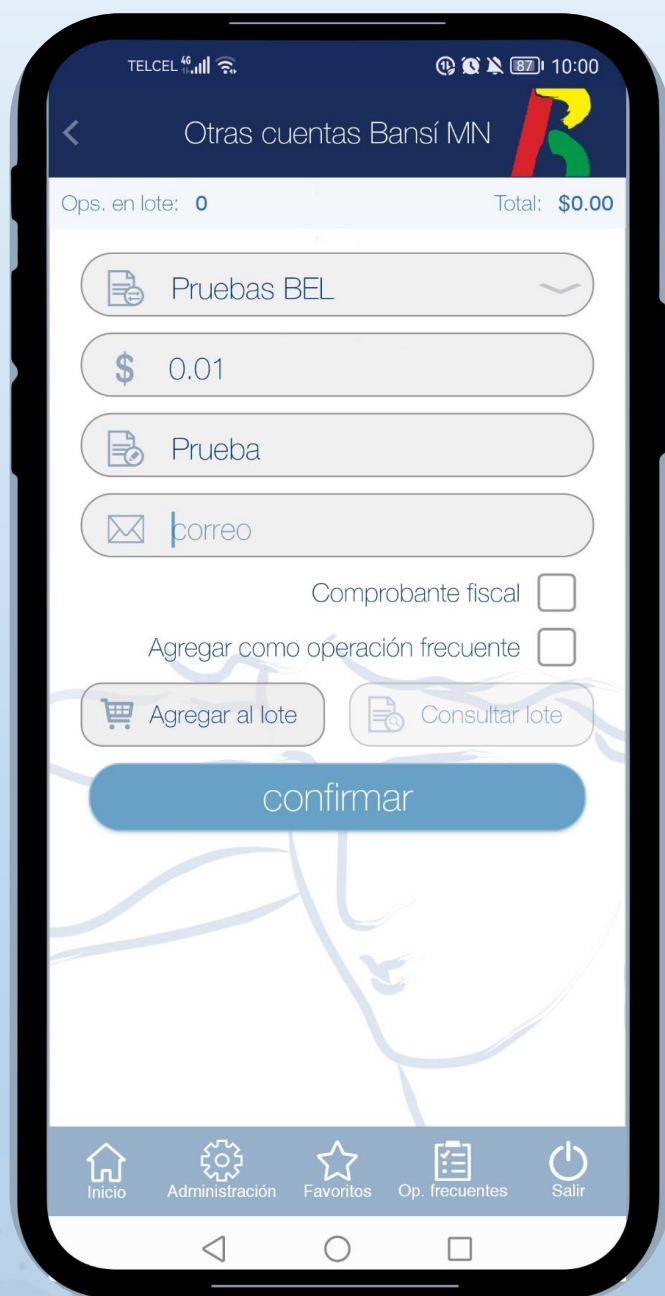 TELCEL 4G 87 10:00
Otras cuentas Bansí MN
Ops. en lote: 0 Total: $0.00
Pruebas BEL
$ 0.01
Prueba
correo
Comprobante fiscal
Agregar como operación frecuente
Agregar al lote Consultar lote
confirmar
Inicio Administración Favoritos Op. frecuentes Salir